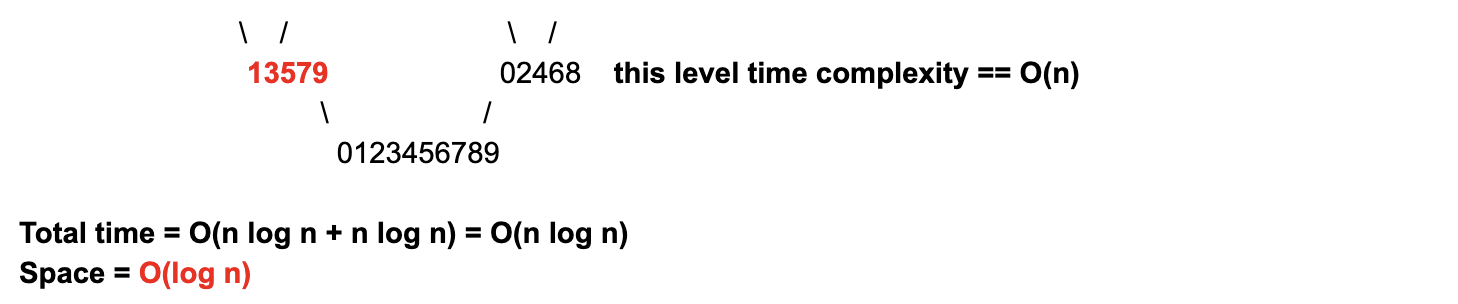 \ / \ /
13579 02468 this level time complexity == O(n)
\ /
0123456789
Total time = O(n log n + n log n) = O(n log n)
Space = O(log n)